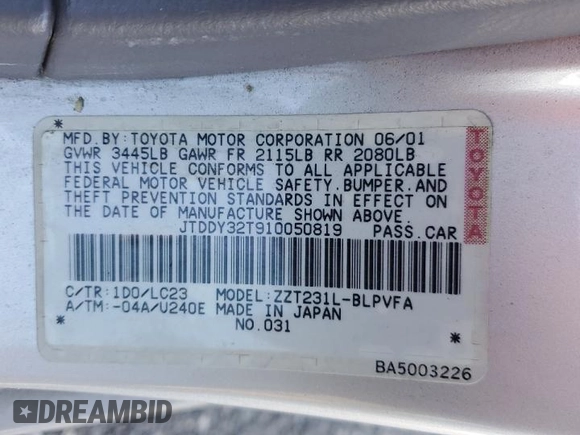 MFD.BY:TOYOTA MOTOR CORPORATION 06/01
GVWR 3445LB GAWR FR 2115LB RR 2080LB
THIS VEHICLE CONFORMS TO ALL APPLICABLE
FEDERAL MOTOR VEHICLE SAFETY.BUMPER.AND
THEFT PREVENTION STANDARDS IN EFFECT ON
THE DATE OF MANUFACTURE SHOWN ABOVE.
JTDDY32T910050819 PASS.CAR
TOYOTA
C/TR:1D0/LC23 MODEL:ZZT231L-BLPVFA
A/TM:-04A/U240E MADE IN JAPAN
NO.031
BA5003226
DREAMBID